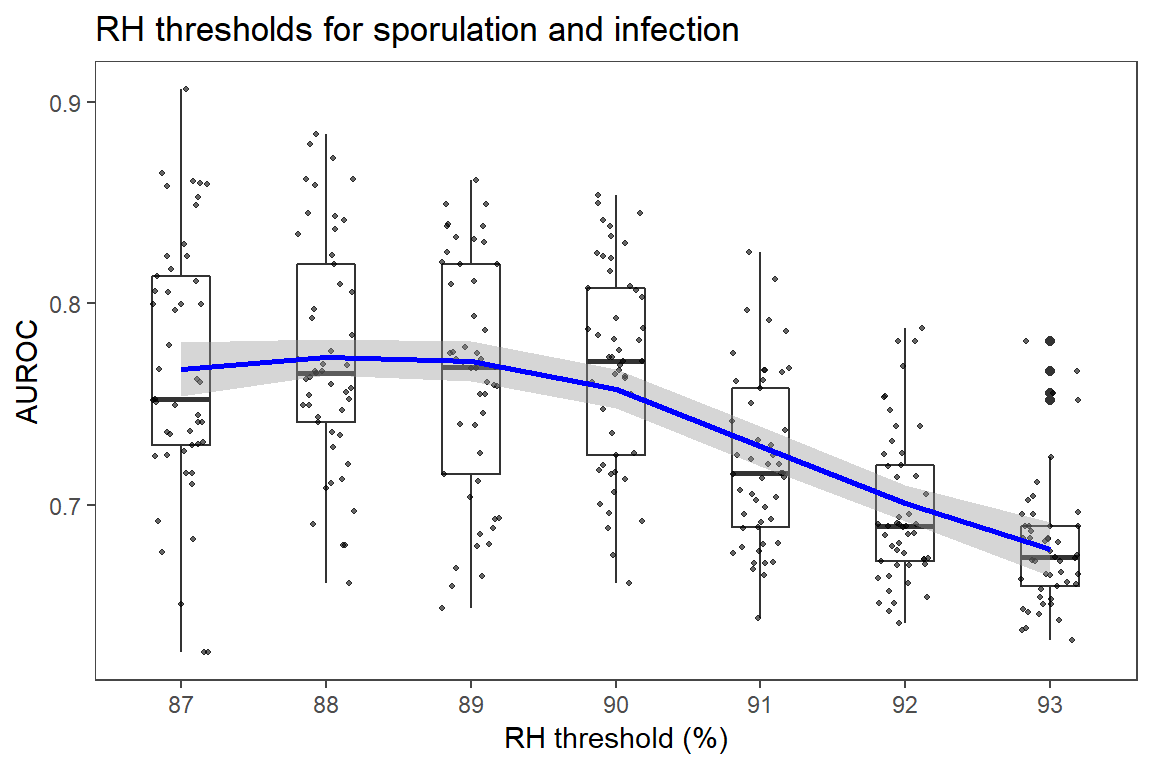 RH thresholds for sporulation and infection
0.9
0.8
0.7
AUROC
87 88 89 90 91 92 93
RH threshold (%)